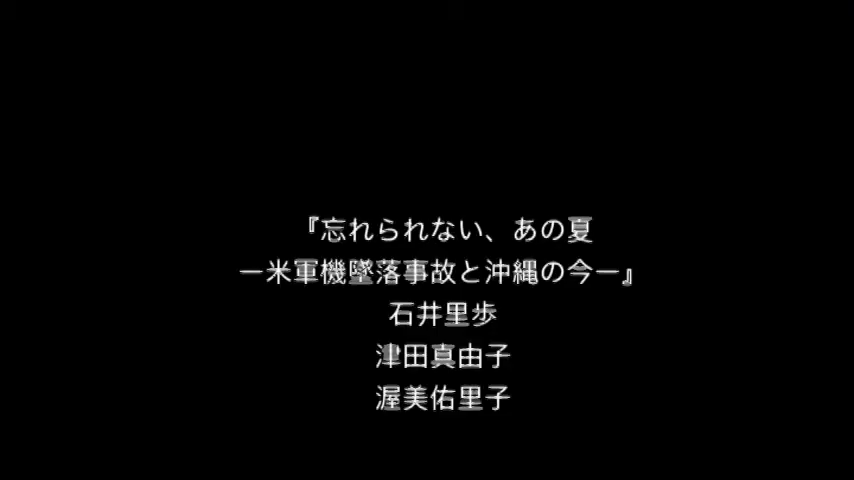 『忘れられない、あの夏
ー米軍機墜落事故と沖縄の今ー』
石井里歩
津田真由子
渥美佑里子